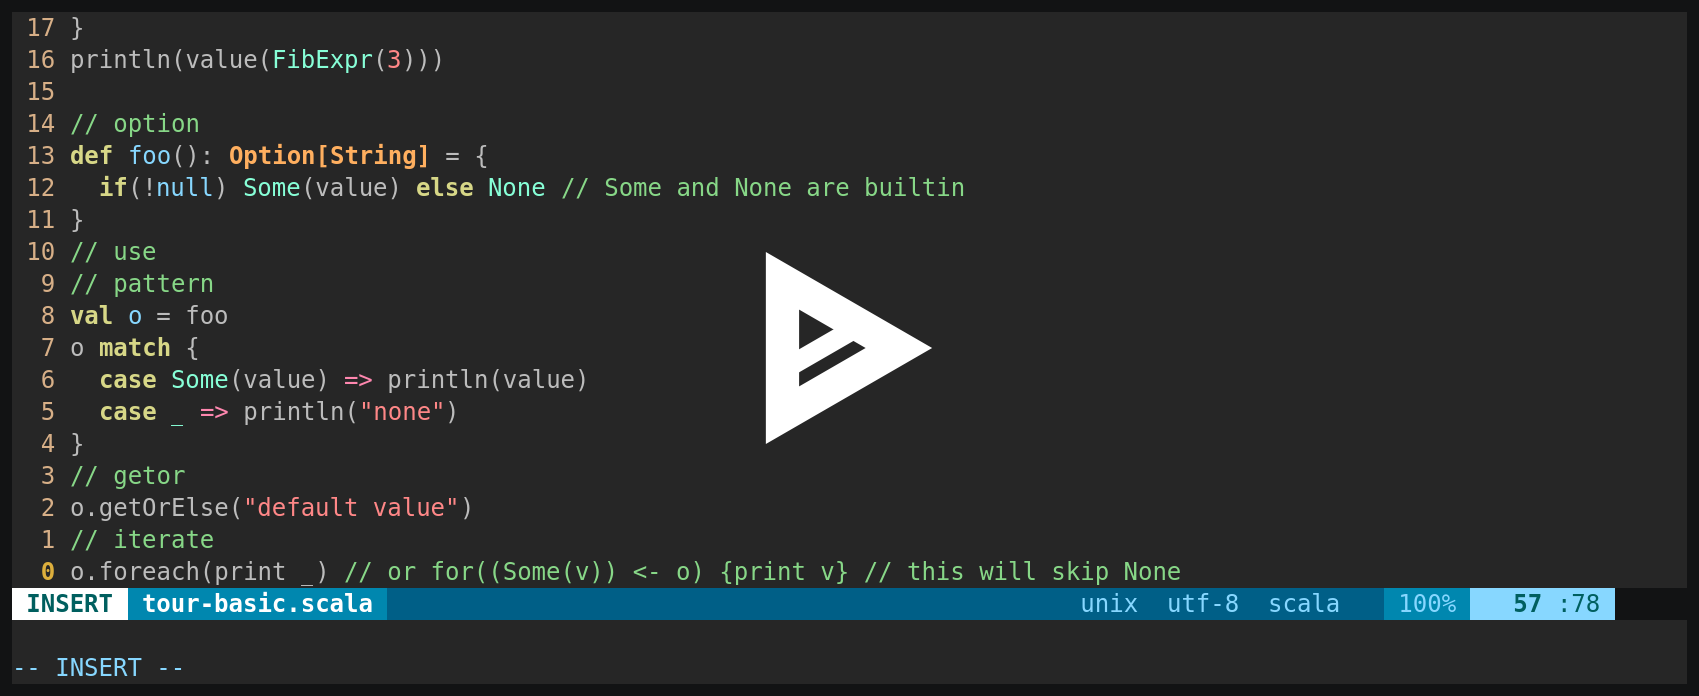 17 }
16 println(value(FibExpr(3)))
15
14 // option
13 def foo(): Option[String] = {
12   if(!null) Some(value) else None // Some and None are builtin
11 }
10 // use
9 // pattern
8 val o = foo
7 o match {
6   case Some(value) => println(value)
5   case _ => println("none")
4 }
3 // getor
2 o.getOrElse("default value")
1 // iterate
0 o.foreach(print _) // or for((Some(v)) <- o) {print v} // this will skip None
INSERT tour-basic.scala unix utf-8 scala 100% 57 :78
-- INSERT --